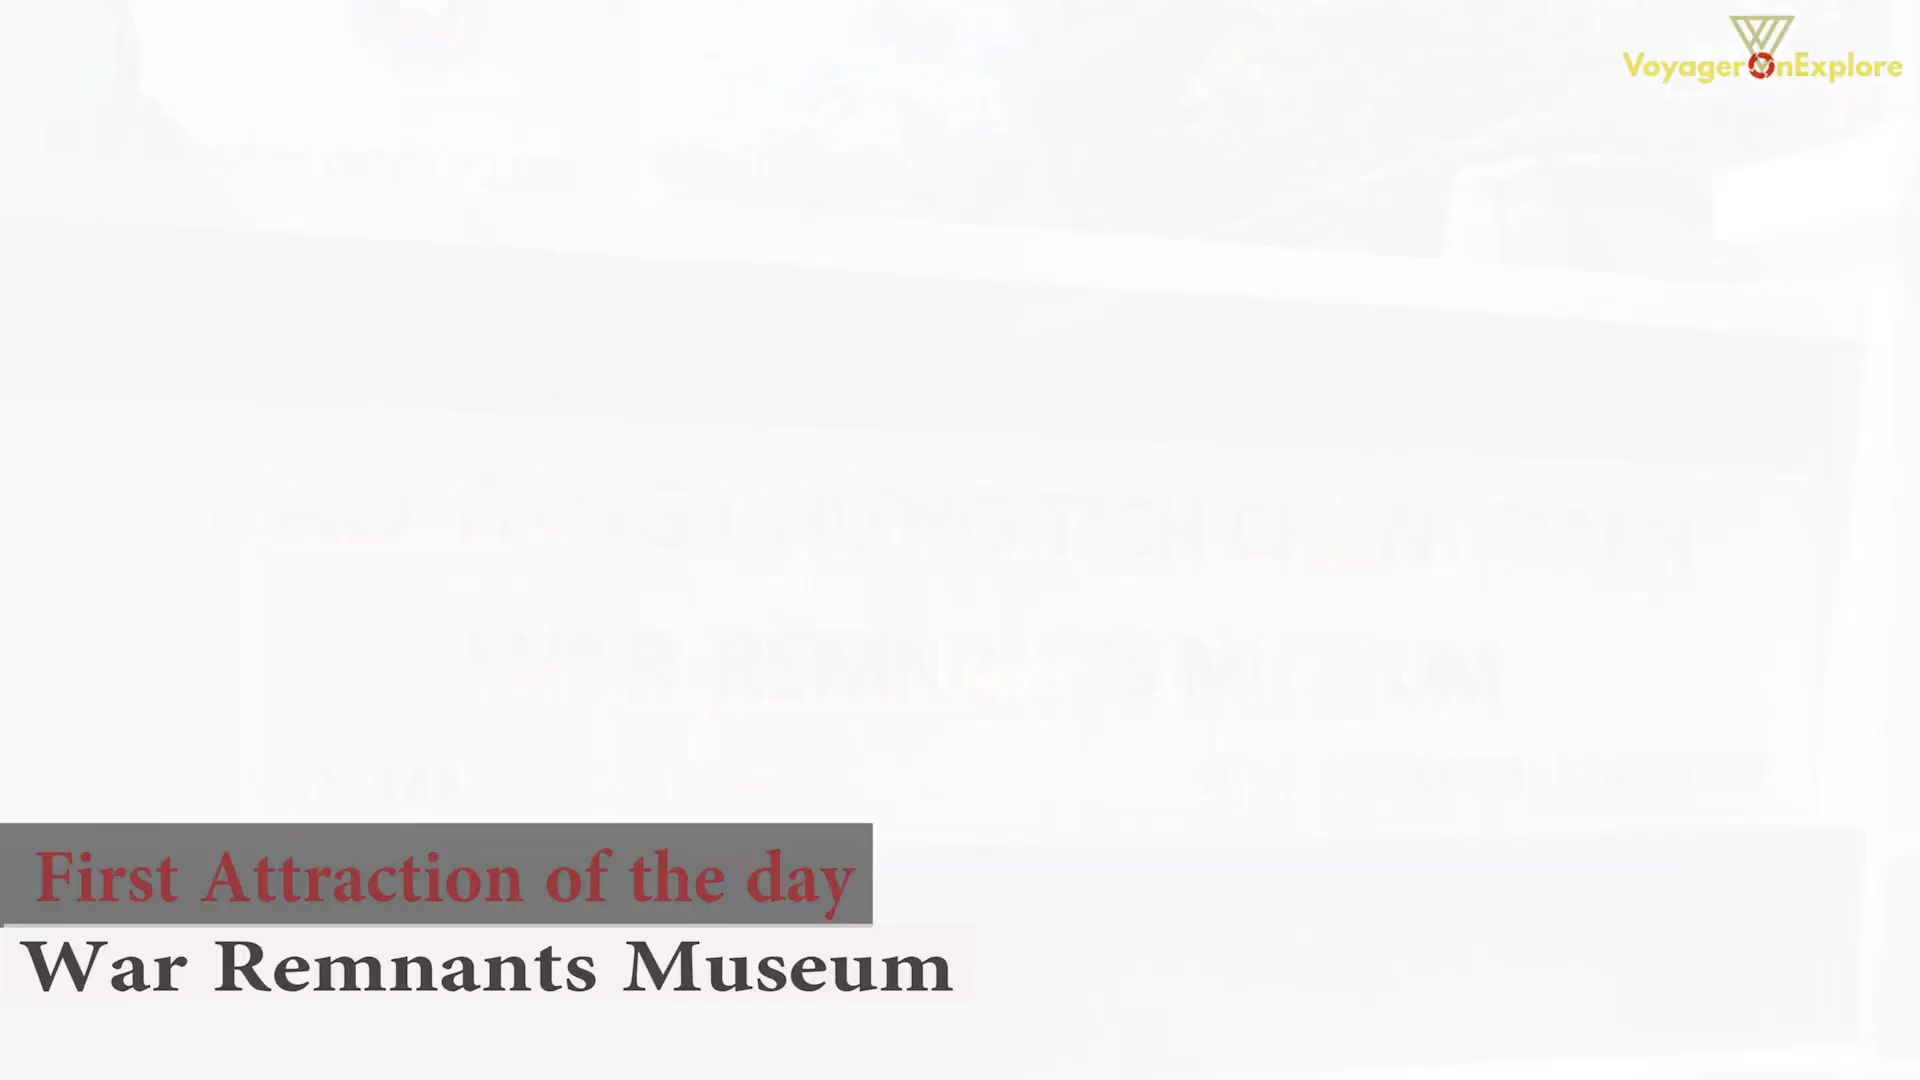 VoyagerOnExplore
BẢO TÀNG CHỨNG TÍCH CHIẾN TRANH
WAR REMNANTS MUSEUM
First Attraction of the day
War Remnants Museum